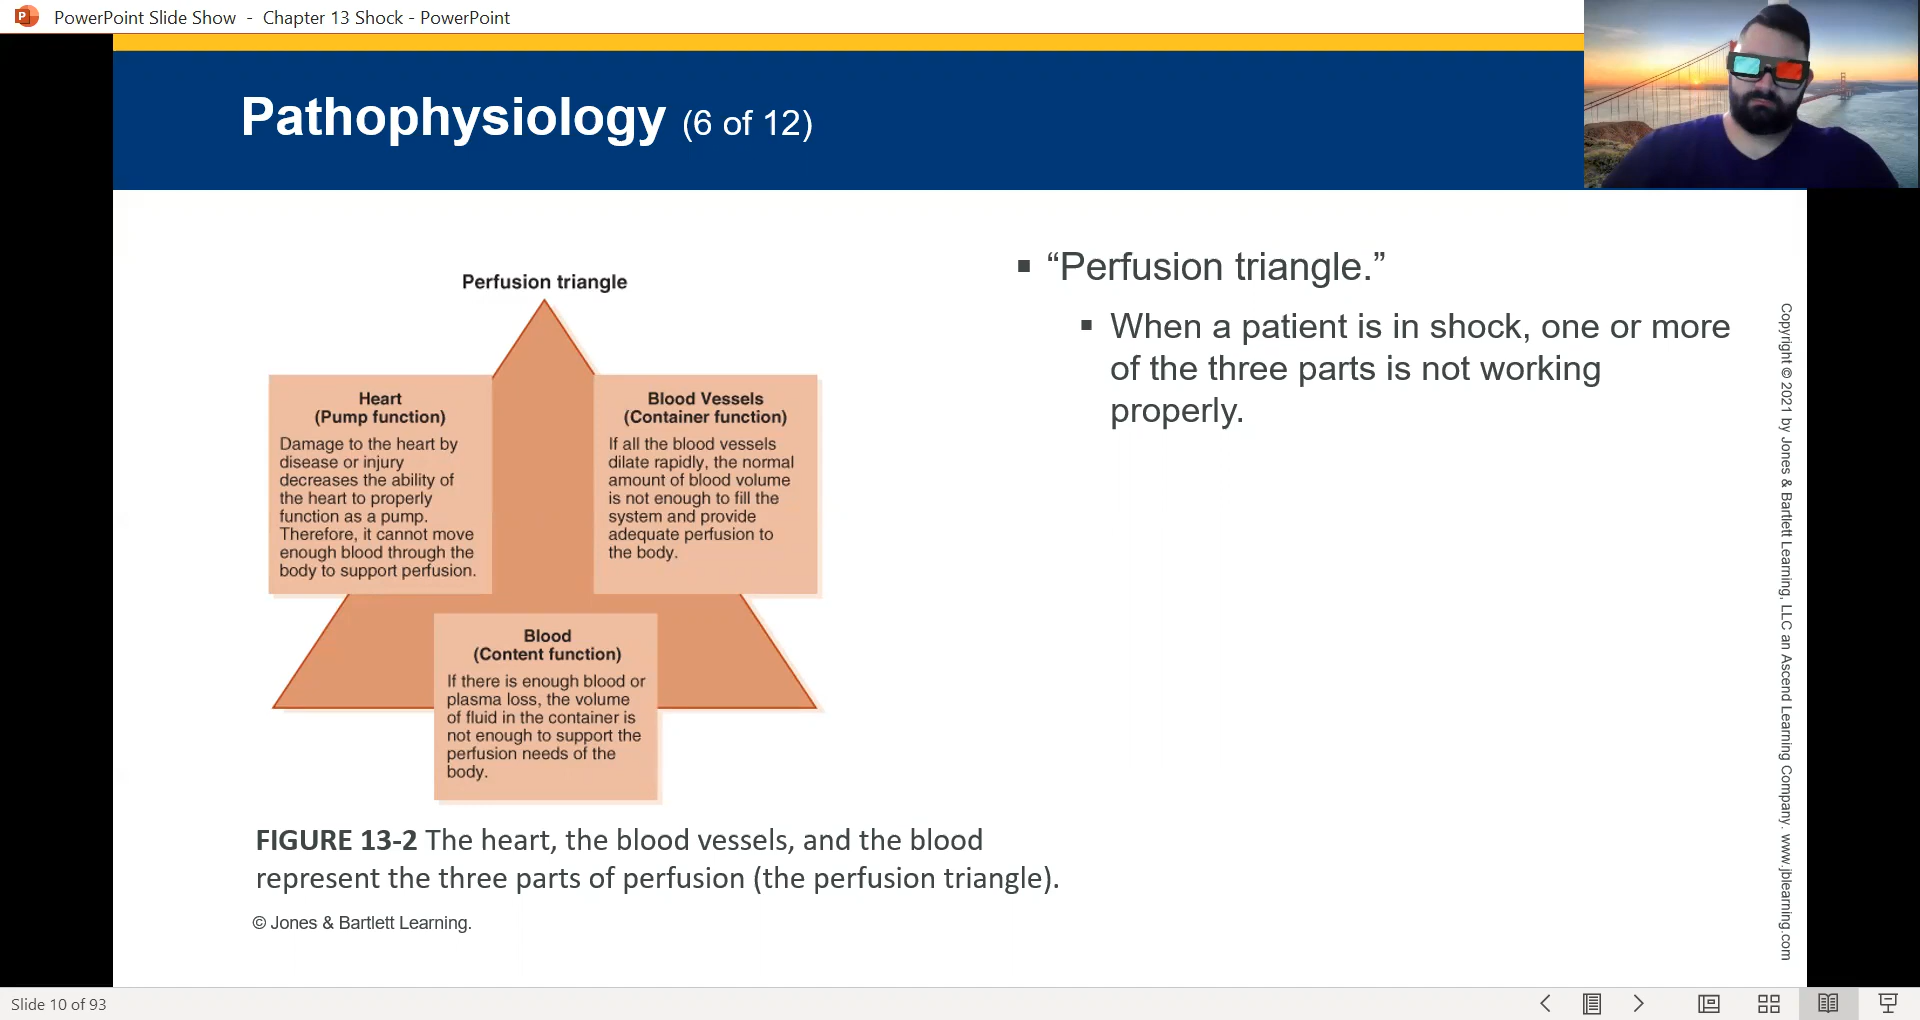 PowerPoint Slide Show - Chapter 13 Shock - PowerPoint
Pathophysiology (6 of 12)
Perfusion triangle
Heart
(Pump function)
Damage to the heart by
disease or injury
decreases the ability of
the heart to properly
function as a pump.
Therefore, it cannot move
enough blood through the
body to support perfusion.
Blood Vessels
(Container function)
If all the blood vessels
dilate rapidly, the normal
amount of blood volume
is not enough to fill the
system and provide
adequate perfusion to
the body.
Blood
(Content function)
If there is enough blood or
plasma loss, the volume
of fluid in the container is
not enough to support the
perfusion needs of the
body.
FIGURE 13-2 The heart, the blood vessels, and the blood
represent the three parts of perfusion (the perfusion triangle).
© Jones & Bartlett Learning.
▪ “Perfusion triangle.”
▪ When a patient is in shock, one or more
of the three parts is not working
properly.
Copyright © 2021 by Jones & Bartlett Learning, LLC an Ascend Learning Company. www.jblearning.com
Slide 10 of 93